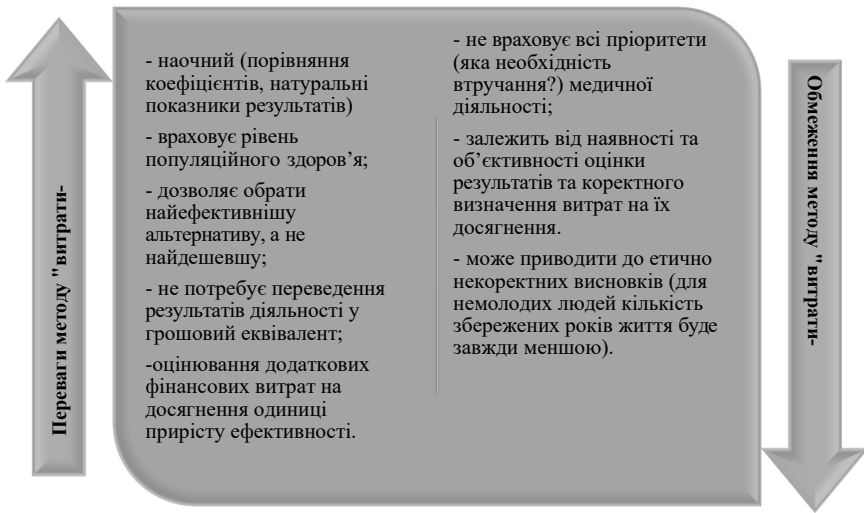 Переваги методу "витрати-
- наочний (порівняння
коефіцієнтів, натуральні
показники результатів)
- враховує рівень
популяційного здоров’я;
- дозволяє обрати
найефективнішу
альтернативу, а не
найдешевшу;
- не потребує переведення
результатів діяльності у
грошовий еквівалент;
-оцінювання додаткових
фінансових витрат на
досягнення одиниці
прирісту ефективності.
- не враховує всі пріоритети
(яка необхідність
втручання?) медичної
діяльності;
- залежить від наявності та
об’єктивності оцінки
результатів та коректного
визначення витрат на їх
досягнення.
- може приводити до етично
некоректних висновків (для
немолодих людей кількість
збережених років життя буде
завжди меншою).
Обмеження методу "витрати-